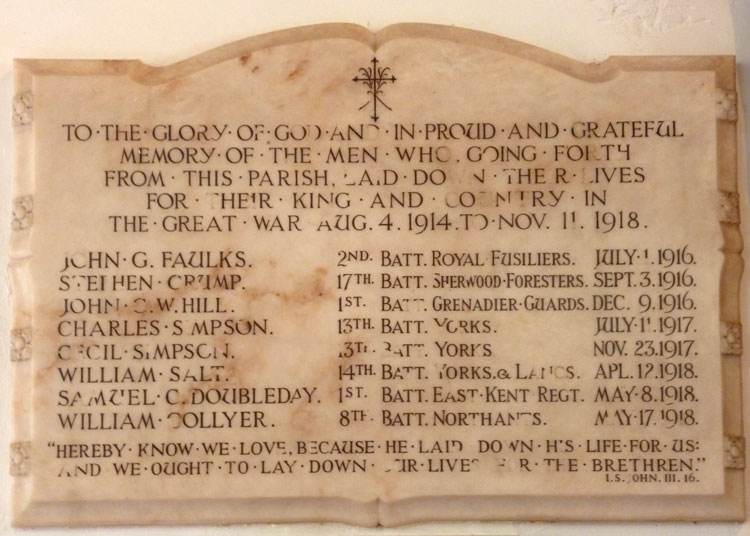 TO·THE·GLORY·OF·GOD·AND·IN·PROUD·AND·GRATEFUL
MEMORY·OF·THE·MEN·WHO, GOING·FORTH
FROM·THIS·PARISH, LAID·DOWN·THEIR·LIVES
FOR·THEIR·KING·AND·COUNTRY·IN
THE·GREAT·WAR·AUG. 4. 1914. TO·NOV. 11. 1918.
JOHN·G. FAULKS. 2ND. BATT. ROYAL·FUSILIERS. JULY·1. 1916.
STEPHEN·CRUMP. 17TH. BATT. SHERWOOD·FORESTERS. SEPT. 3. 1916.
JOHN· W. HILL. 1ST. BATT. GRENADIER·GUARDS. DEC. 9. 1916.
CHARLES·SIMPSON. 13TH. BATT. YORKS. JULY·11. 1917.
CECIL·SIMPSON. 13TH. BATT. YORKS NOV. 23. 1917.
WILLIAM·SALT. 14TH. BATT. YORKS. & LANCS. APL. 12. 1918.
SAMUEL·C. DOUBLEDAY. 1ST. BATT. EAST·KENT·REGT. MAY·8. 1918.
WILLIAM·COLLYER. 8TH. BATT. NORTHANTS. MAY·17. 1918.
"HEREBY·KNOW·WE·LOVE, BECAUSE·HE·LAID·DOWN·HIS·LIFE·FOR·US:
AND·WE·OUGHT·TO·LAY·DOWN·OUR·LIVES·FOR·THE·BRETHREN."
I. S. JOHN. III. 16.